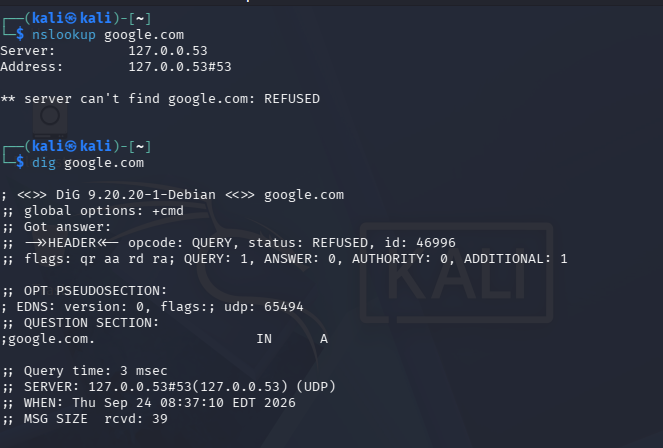 ┌──(kali㉿kali)-[~]
└─$ nslookup google.com
Server:         127.0.0.53
Address:        127.0.0.53#53

** server can't find google.com: REFUSED

┌──(kali㉿kali)-[~]
└─$ dig google.com

; <<>> DiG 9.20.20-1-Debian <<>> google.com
;; global options: +cmd
;; Got answer:
;; ->>HEADER<<- opcode: QUERY, status: REFUSED, id: 46996
;; flags: qr aa rd ra; QUERY: 1, ANSWER: 0, AUTHORITY: 0, ADDITIONAL: 1

;; OPT PSEUDOSECTION:
; EDNS: version: 0, flags:; udp: 65494
;; QUESTION SECTION:
;google.com.                    IN      A

;; Query time: 3 msec
;; SERVER: 127.0.0.53#53(127.0.0.53) (UDP)
;; WHEN: Thu Sep 24 08:37:10 EDT 2026
;; MSG SIZE  rcvd: 39
KALI